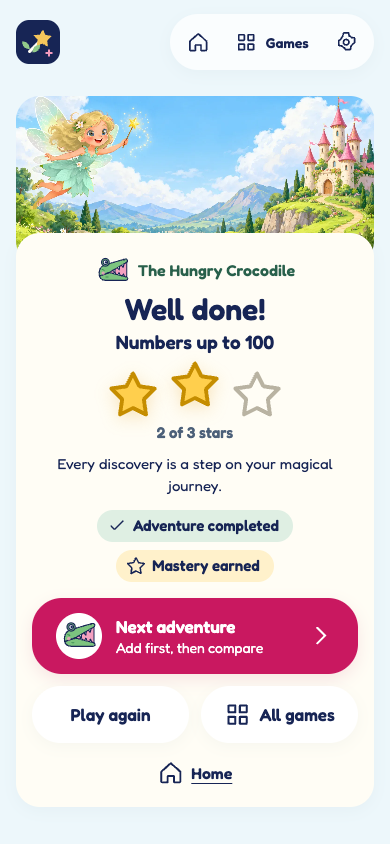 Games
The Hungry Crocodile
Well done!
Numbers up to 100
2 of 3 stars
Every discovery is a step on your magical
journey.
Adventure completed
Mastery earned
Next adventure
Add first, then compare
Play again
All games
Home